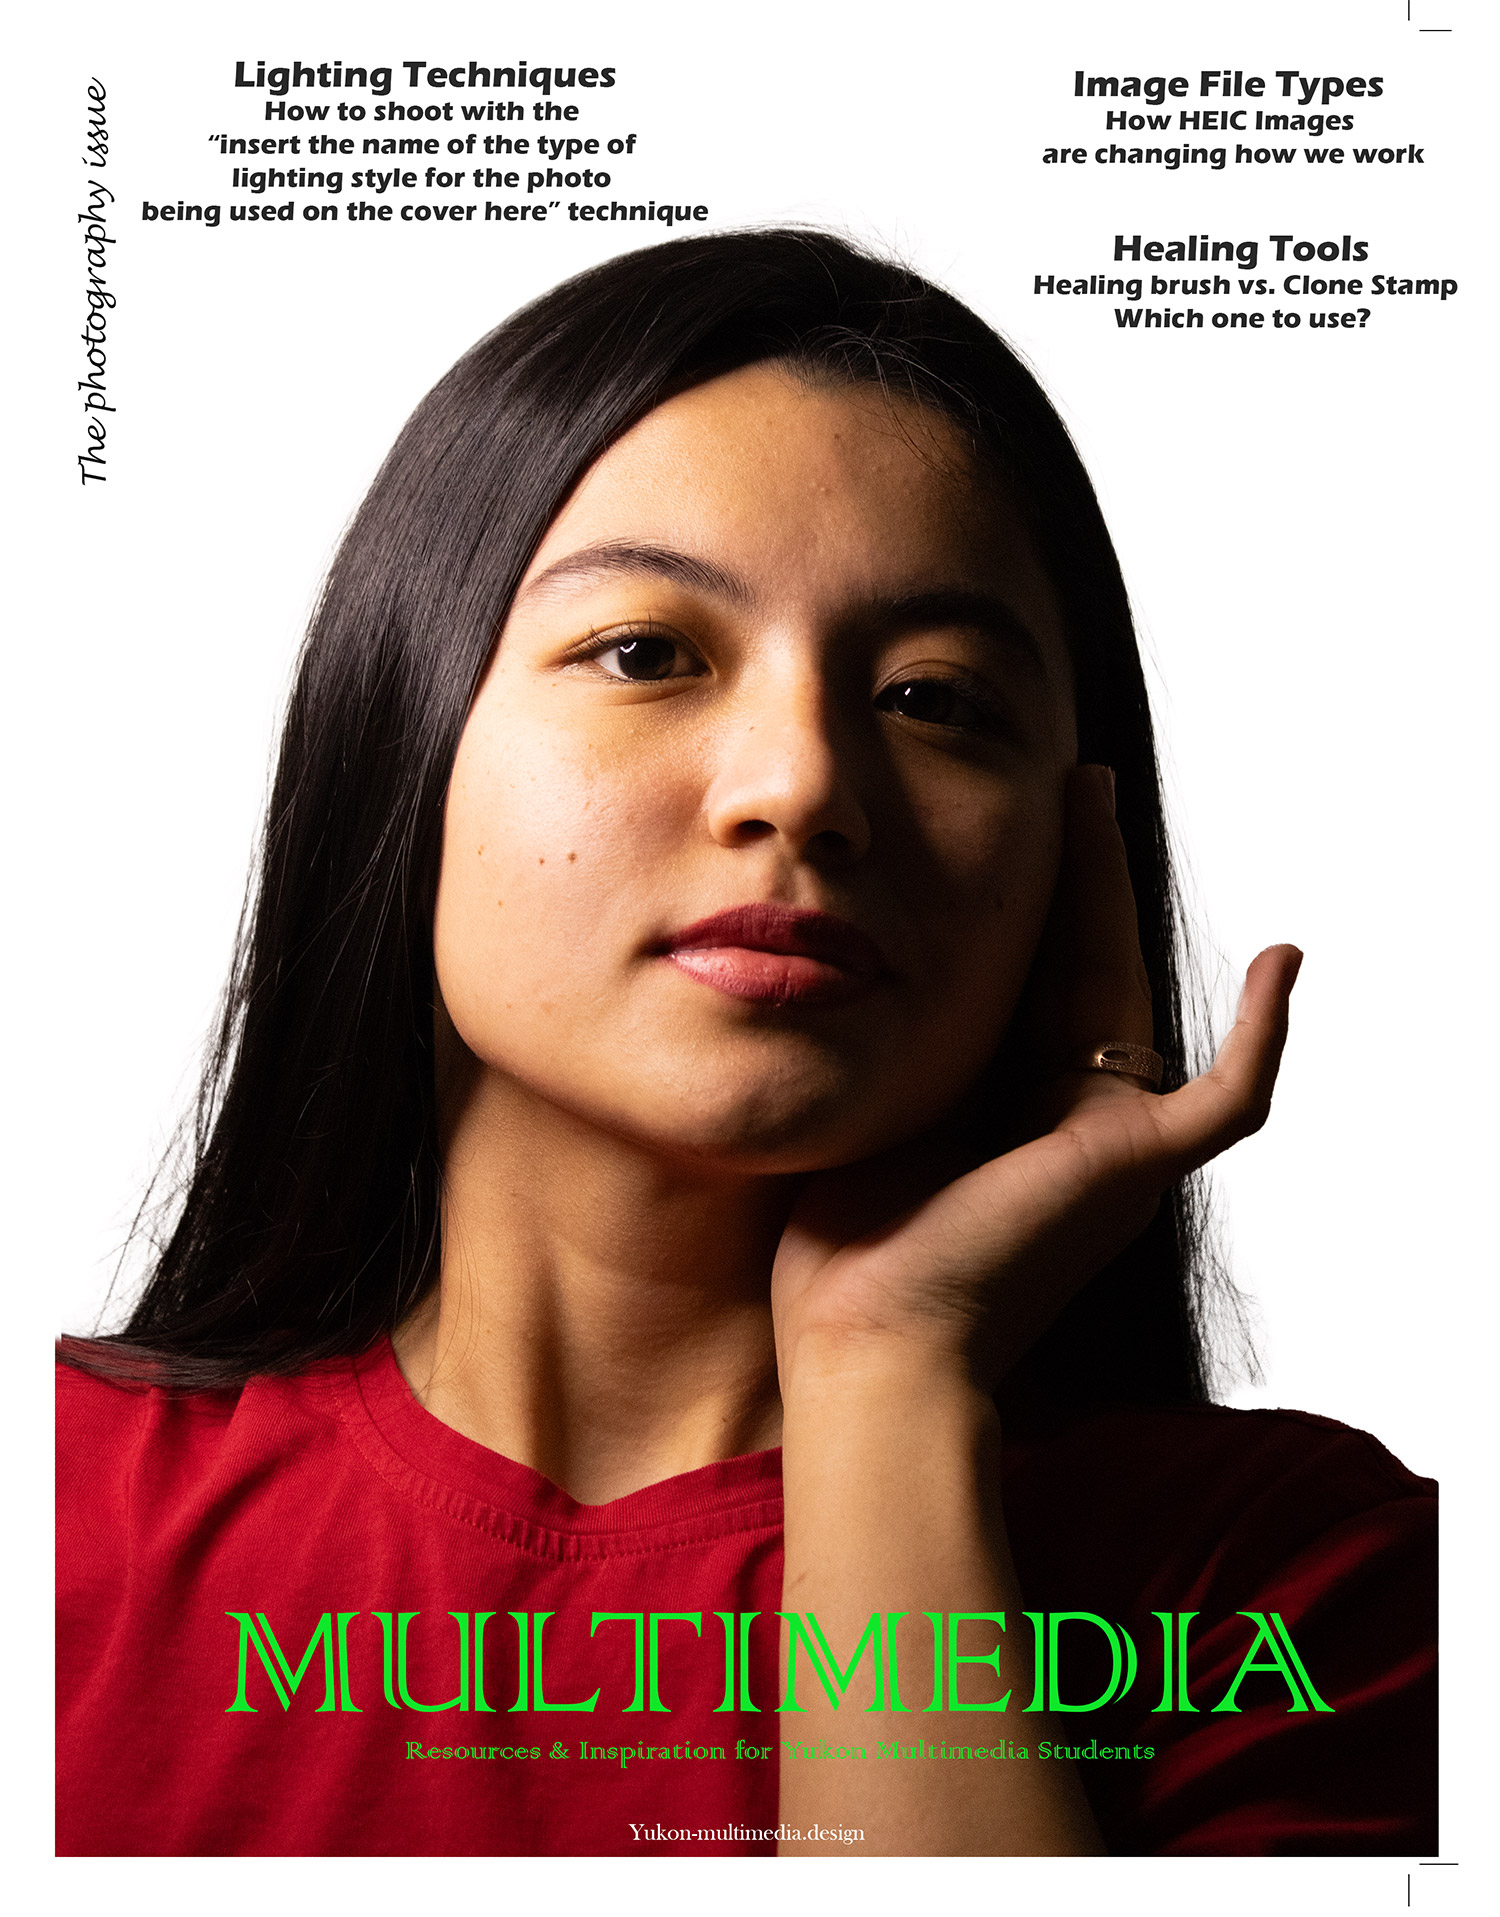 The photography issue
Lighting Techniques
How to shoot with the
“insert the name of the type of
lighting style for the photo
being used on the cover here” technique
Image File Types
How HEIC Images
are changing how we work
Healing Tools
Healing brush vs. Clone Stamp
Which one to use?
MULTIMEDIA
Resources & Inspiration for Yukon Multimedia Students
Yukon-multimedia.design